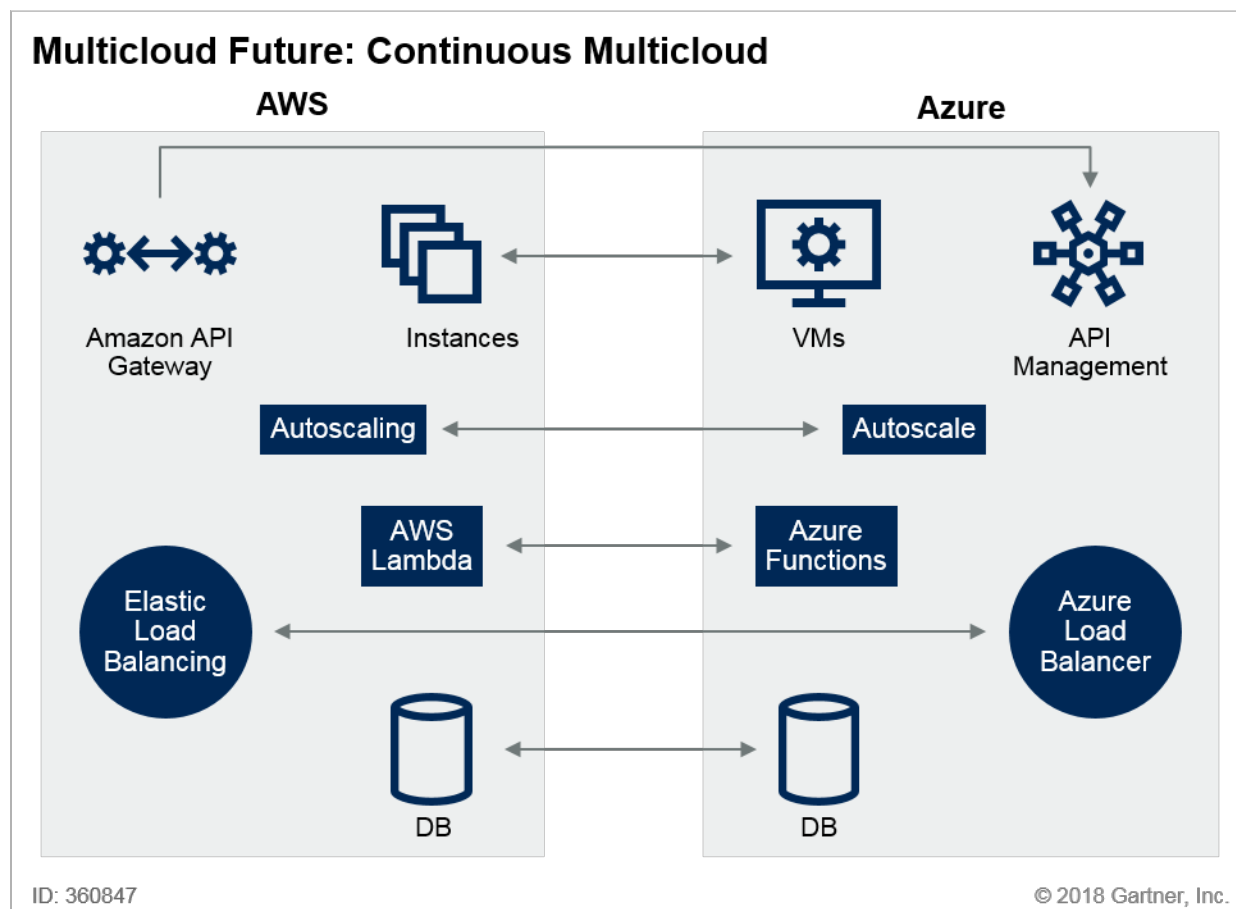 Multicloud Future: Continuous Multicloud
AWS
Azure
Amazon API
Gateway
Instances
VMs
API
Management
Autoscaling
Autoscale
AWS
Lambda
Azure
Functions
Elastic
Load
Balancing
Azure
Load
Balancer
DB
DB
ID: 360847
© 2018 Gartner, Inc.